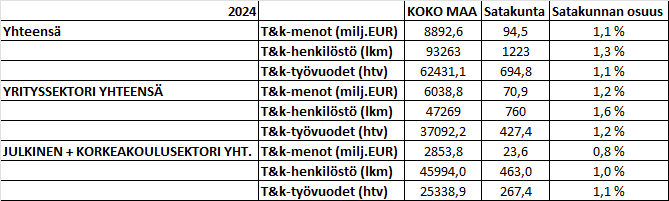 2024 KOKO MAA Satakunta Satakunnan osuus
Yhteensä T&k-menot (milj.EUR) 8892,6 94,5 1,1 %
T&k-henkilöstö (lkm) 93263 1223 1,3 %
T&k-työvuodet (htv) 62431,1 694,8 1,1 %
YRITYSSEKTORI YHTEENSÄ T&k-menot (milj.EUR) 6038,8 70,9 1,2 %
T&k-henkilöstö (lkm) 47269 760 1,6 %
T&k-työvuodet (htv) 37092,2 427,4 1,2 %
JULKINEN + KORKEAKOULUSEKTORI YHT. T&k-menot (milj.EUR) 2853,8 23,6 0,8 %
T&k-henkilöstö (lkm) 45994,0 463,0 1,0 %
T&k-työvuodet (htv) 25338,9 267,4 1,1 %